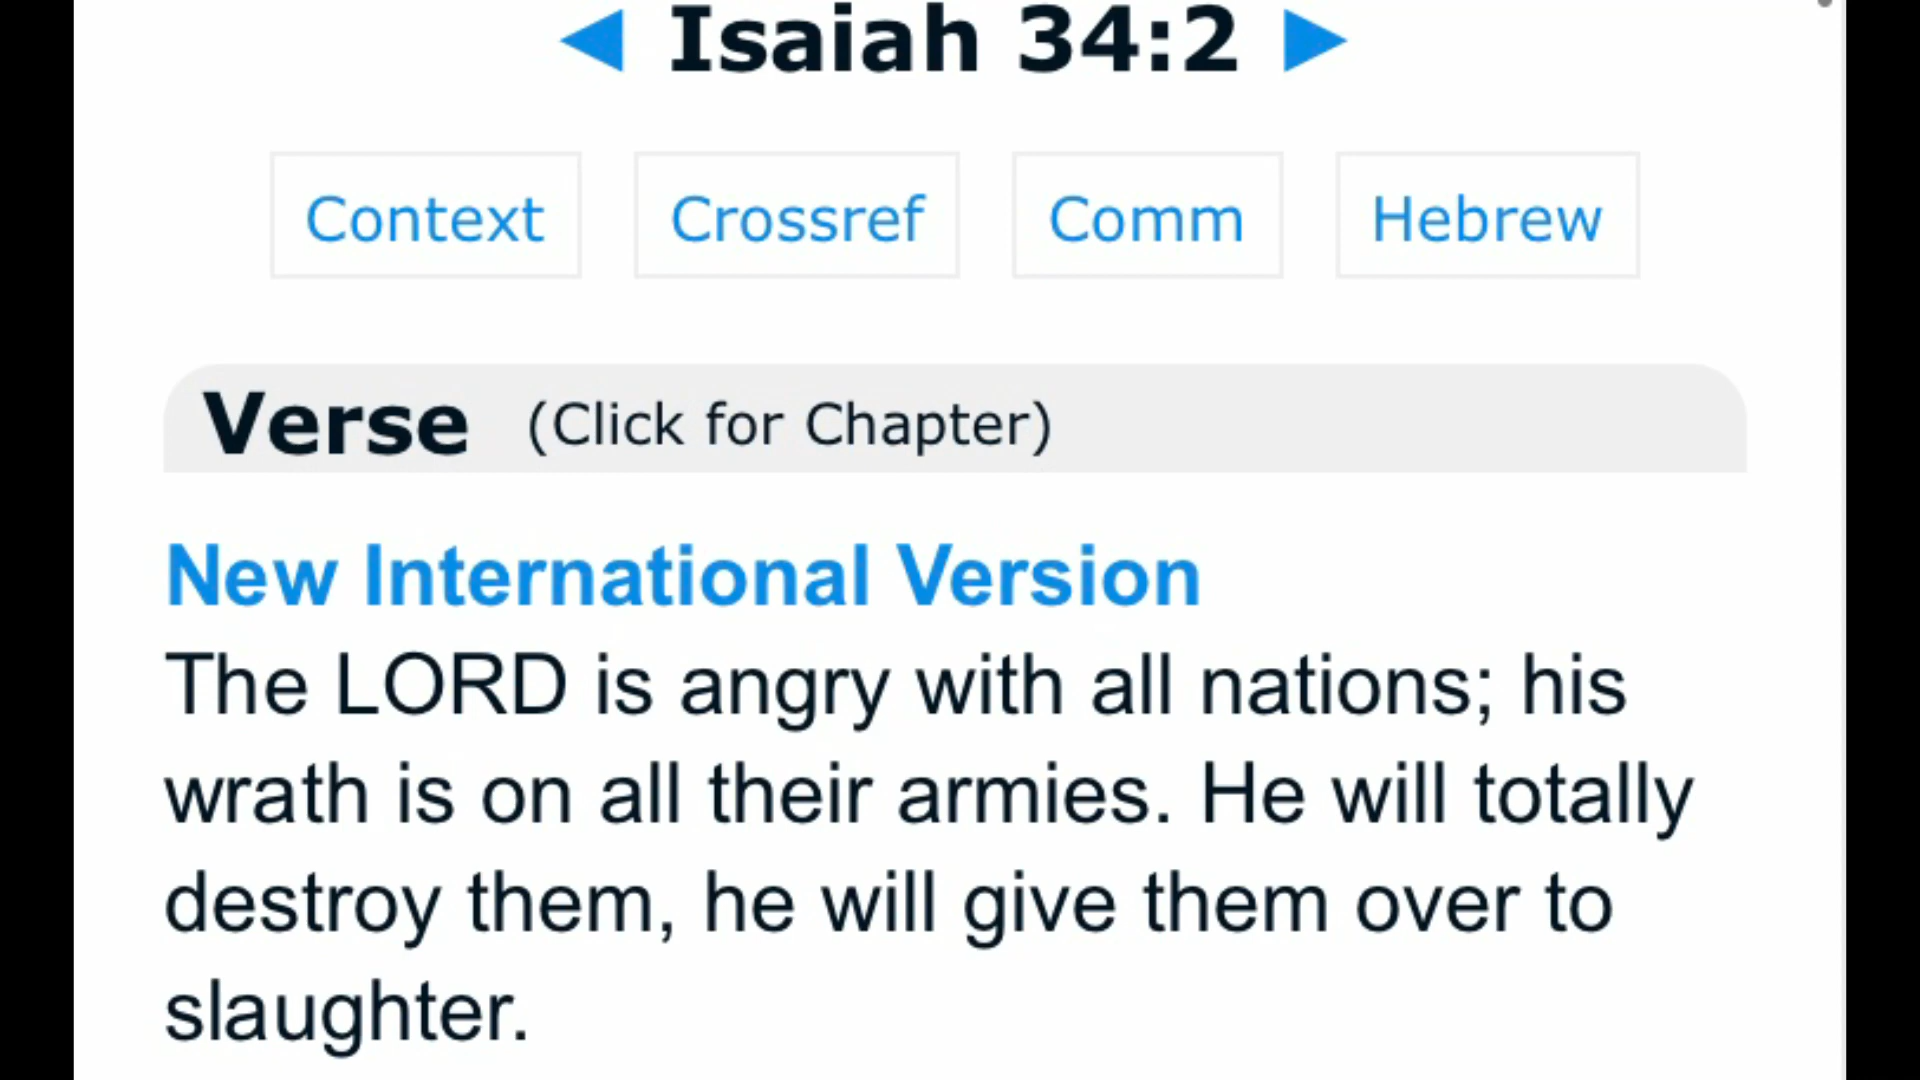 ◀ Isaiah 34:2 ▶
Context Crossref Comm Hebrew
Verse (Click for Chapter)
New International Version
The LORD is angry with all nations; his
wrath is on all their armies. He will totally
destroy them, he will give them over to
slaughter.